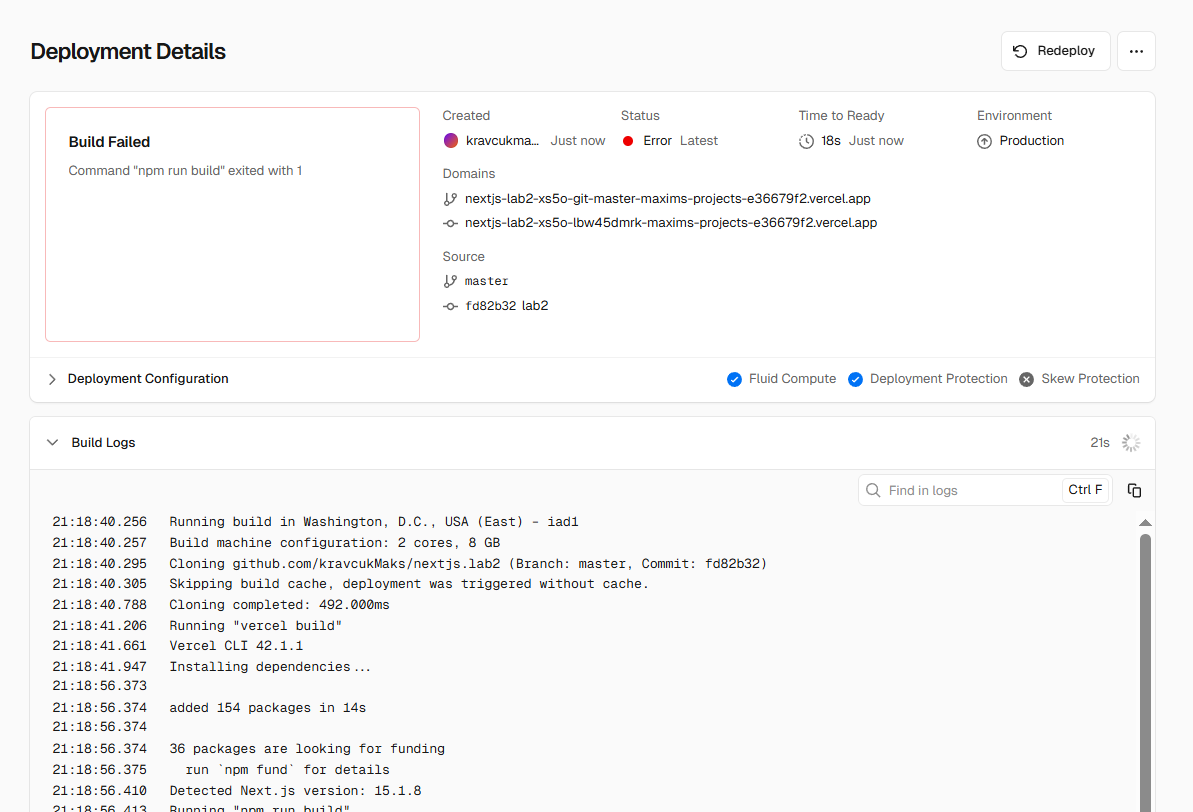 Deployment Details
Redeploy
Build Failed
Command "npm run build" exited with 1
Created
kravcukma... Just now
Status
Error Latest
Time to Ready
18s Just now
Environment
Production
Domains
nextjs-lab2-xs5o-git-master-maxims-projects-e36679f2.vercel.app
nextjs-lab2-xs5o-lbw45dmrk-maxims-projects-e36679f2.vercel.app
Source
master
fd82b32 lab2
Deployment Configuration
Fluid Compute Deployment Protection Skew Protection
Build Logs
21s
Find in logs Ctrl F
21:18:40.256 Running build in Washington, D.C., USA (East) – iad1
21:18:40.257 Build machine configuration: 2 cores, 8 GB
21:18:40.295 Cloning github.com/kravcukMaks/nextjs.lab2 (Branch: master, Commit: fd82b32)
21:18:40.305 Skipping build cache, deployment was triggered without cache.
21:18:40.788 Cloning completed: 492.000ms
21:18:41.206 Running "vercel build"
21:18:41.661 Vercel CLI 42.1.1
21:18:41.947 Installing dependencies...
21:18:56.373
21:18:56.374 added 154 packages in 14s
21:18:56.374
21:18:56.374 36 packages are looking for funding
21:18:56.375 run `npm fund` for details
21:18:56.410 Detected Next.js version: 15.1.8
21:18:56.413 Running "npm run build"